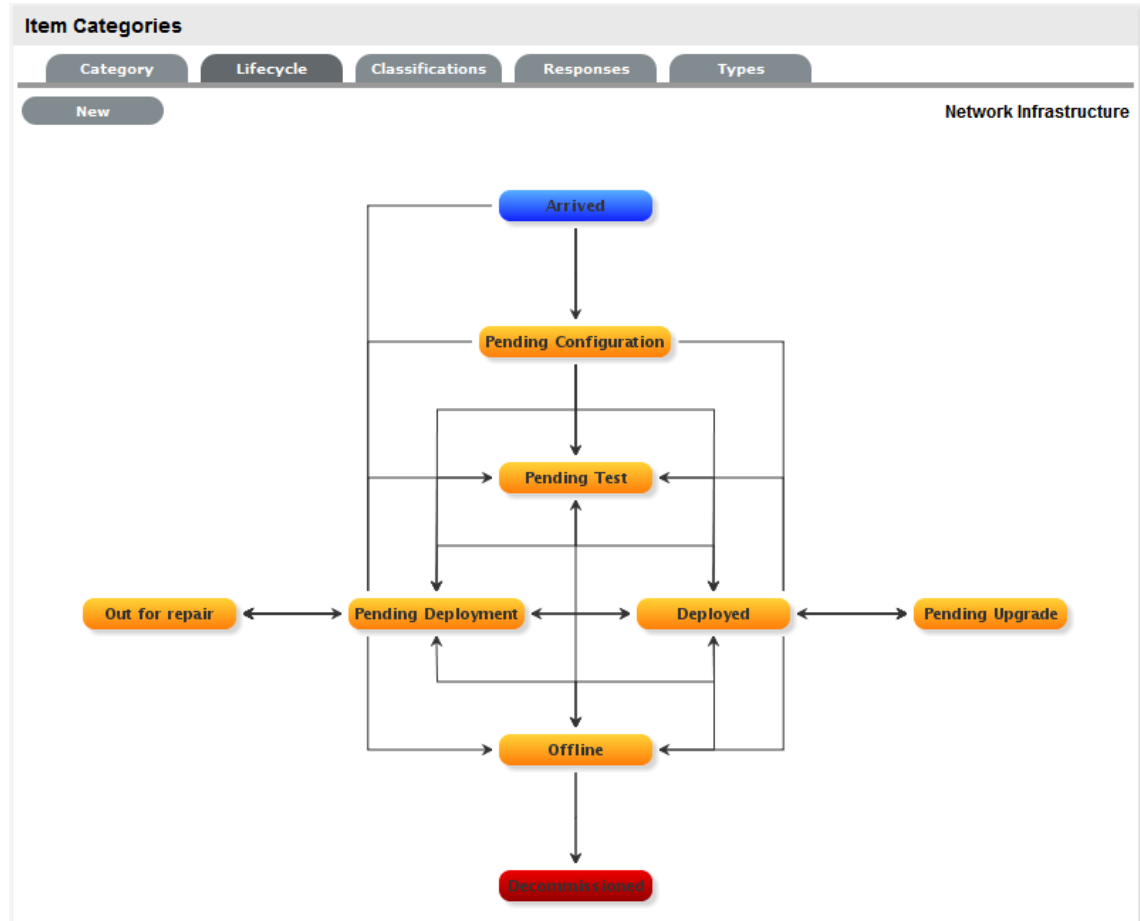 Item Categories
Category Lifecycle Classifications Responses Types
New Network Infrastructure
Arrived
Pending Configuration
Pending Test
Out for repair Pending Deployment Deployed Pending Upgrade
Offline
Decommissioned